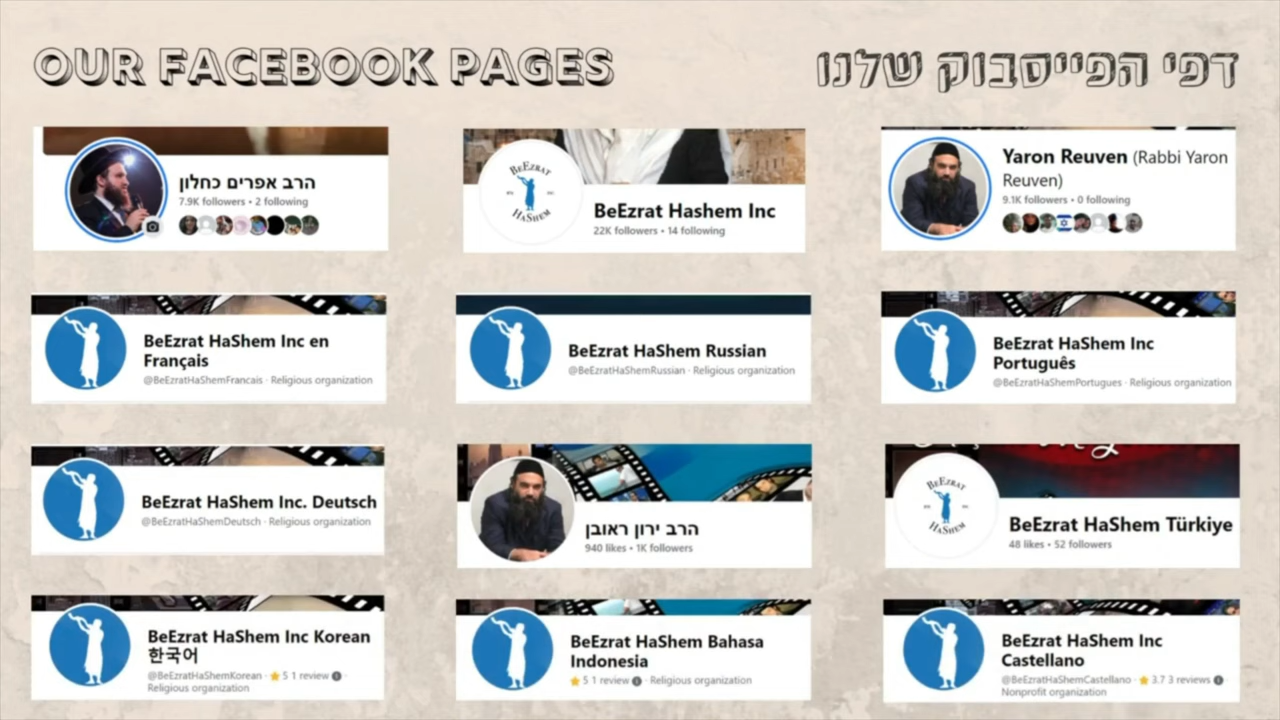 OUR FACEBOOK PAGES
דפי הפייסבוק שלנו
הרב אפרים כחלון
7.9K followers • 2 following
BeEzrat
HaShem
BeEzrat Hashem Inc
22K followers • 14 following
Yaron Reuven (Rabbi Yaron
Reuven)
9.1K followers • 0 following
BeEzrat HaShem Inc en
Français
@BeEzratHaShemFrancais · Religious organization
BeEzrat HaShem Russian
@BeEzratHaShemRussian · Religious organization
BeEzrat HaShem Inc
Português
@BeEzratHaShemPortugues · Religious organization
BeEzrat HaShem Inc. Deutsch
@BeEzratHaShemDeutsch · Religious organization
הרב ירון ראובן
940 likes • 1K followers
BeEzrat
HaShem
BeEzrat HaShem Türkiye
48 likes • 52 followers
BeEzrat HaShem Inc Korean
한국어
@BeEzratHaShemKorean · ⭐ 5 1 review ·
Religious organization
BeEzrat HaShem Bahasa
Indonesia
⭐ 5 1 review · Religious organization
BeEzrat HaShem Inc
Castellano
@BeEzratHaShemCastellano · ⭐ 3.7 3 reviews ·
Nonprofit organization